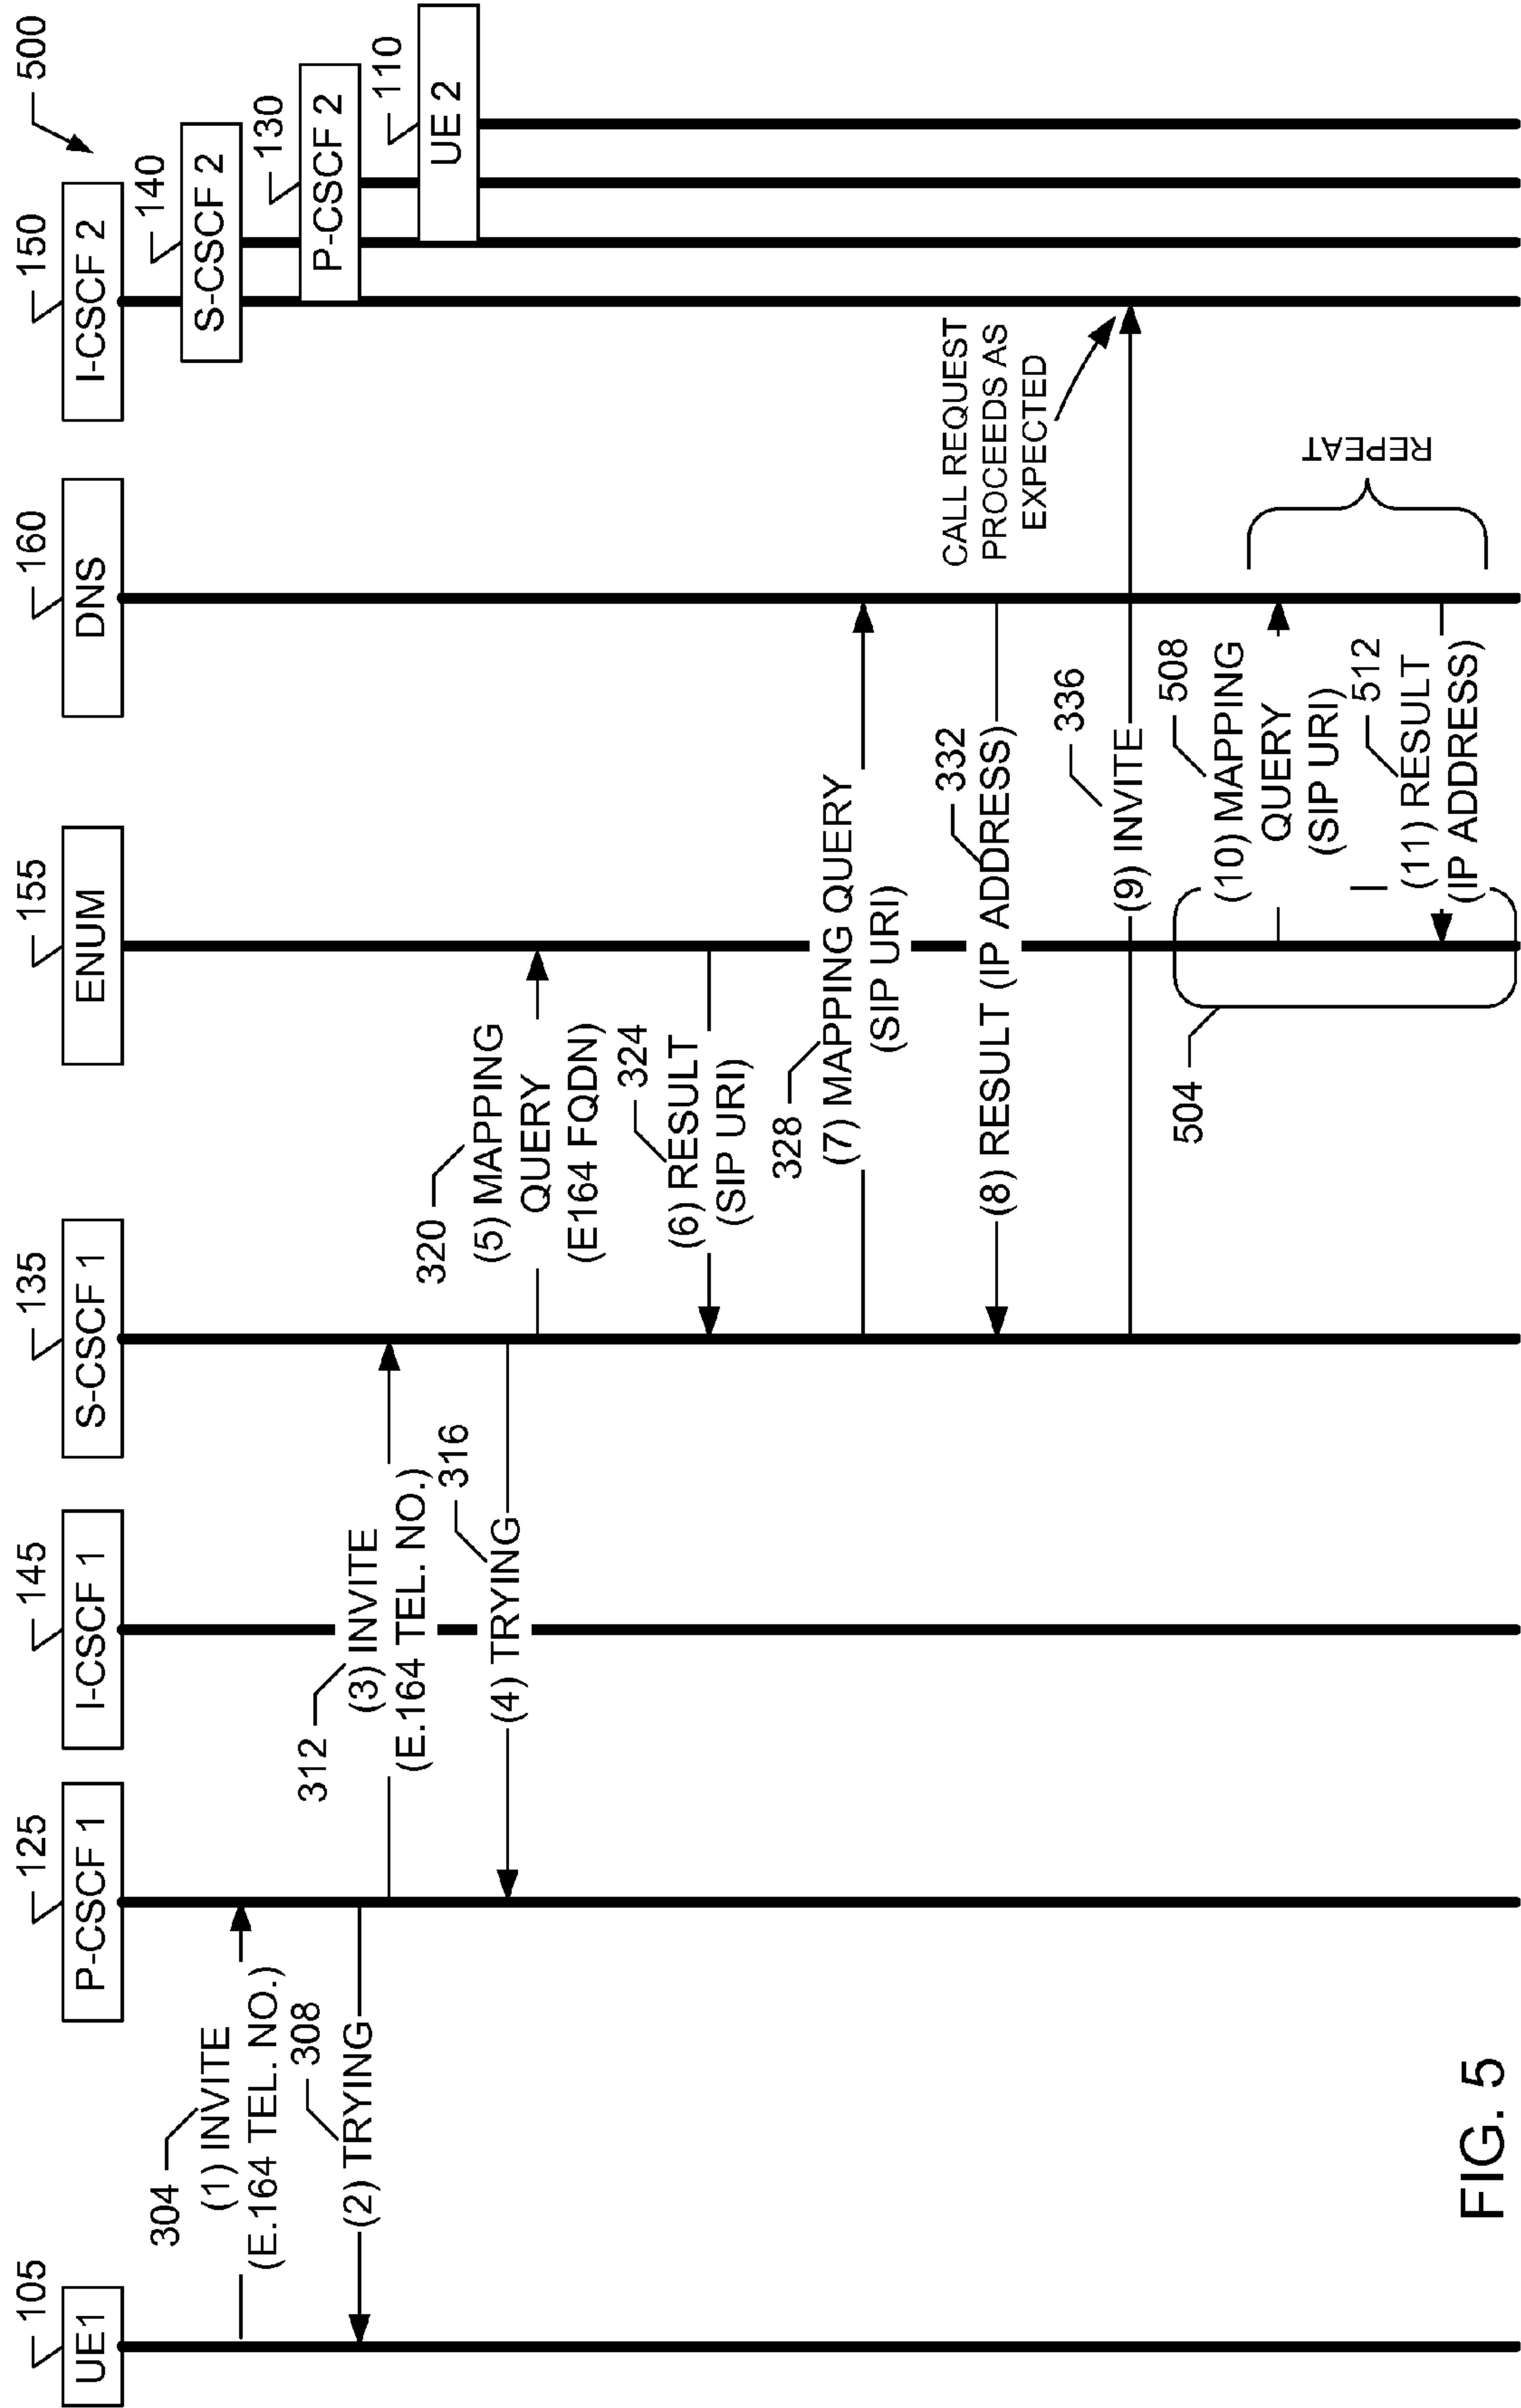 500
105
UE1
125
P-CSCF 1
145
I-CSCF 1
135
S-CSCF 1
155
ENUM
160
DNS
150
I-CSCF 2
140
S-CSCF 2
130
P-CSCF 2
110
UE 2
304
(1) INVITE
(E.164 TEL. NO.)
308
(2) TRYING
312
(3) INVITE
(E.164 TEL. NO.)
316
(4) TRYING
320
(5) MAPPING
QUERY
(E164 FQDN)
324
(6) RESULT
(SIP URI)
328
(7) MAPPING QUERY
(SIP URI)
332
(8) RESULT (IP ADDRESS)
CALL REQUEST
PROCEEDS AS
EXPECTED
336
(9) INVITE
504
508
(10) MAPPING
QUERY
(SIP URI)
512
(11) RESULT
(IP ADDRESS)
REPEAT
FIG. 5